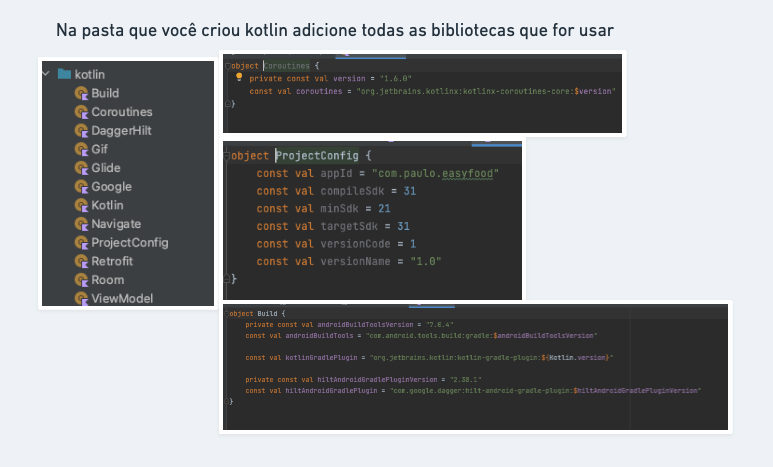 Na pasta que você criou kotlin adicione todas as bibliotecas que for usar
kotlin
Build
Coroutines
DaggerHilt
Gif
Glide
Google
Kotlin
Navigate
ProjectConfig
Retrofit
Room
ViewModel
object Coroutines {
private const val version = "1.6.0"
const val coroutines = "org.jetbrains.kotlinx:kotlinx-coroutines-core:$version"
}
object ProjectConfig {
const val appId = "com.paulo.easyfood"
const val compileSdk = 31
const val minSdk = 21
const val targetSdk = 31
const val versionCode = 1
const val versionName = "1.0"
}
object Build {
private const val androidBuildToolsVersion = "7.0.4"
const val androidBuildTools = "com.android.tools.build:gradle:$androidBuildToolsVersion"
const val kotlinGradlePlugin = "org.jetbrains.kotlin:kotlin-gradle-plugin:${Kotlin.version}"
private const val hiltAndroidGradlePluginVersion = "2.38.1"
const val hiltAndroidGradlePlugin = "com.google.dagger:hilt-android-gradle-plugin:$hiltAndroidGradlePluginVersion"
}